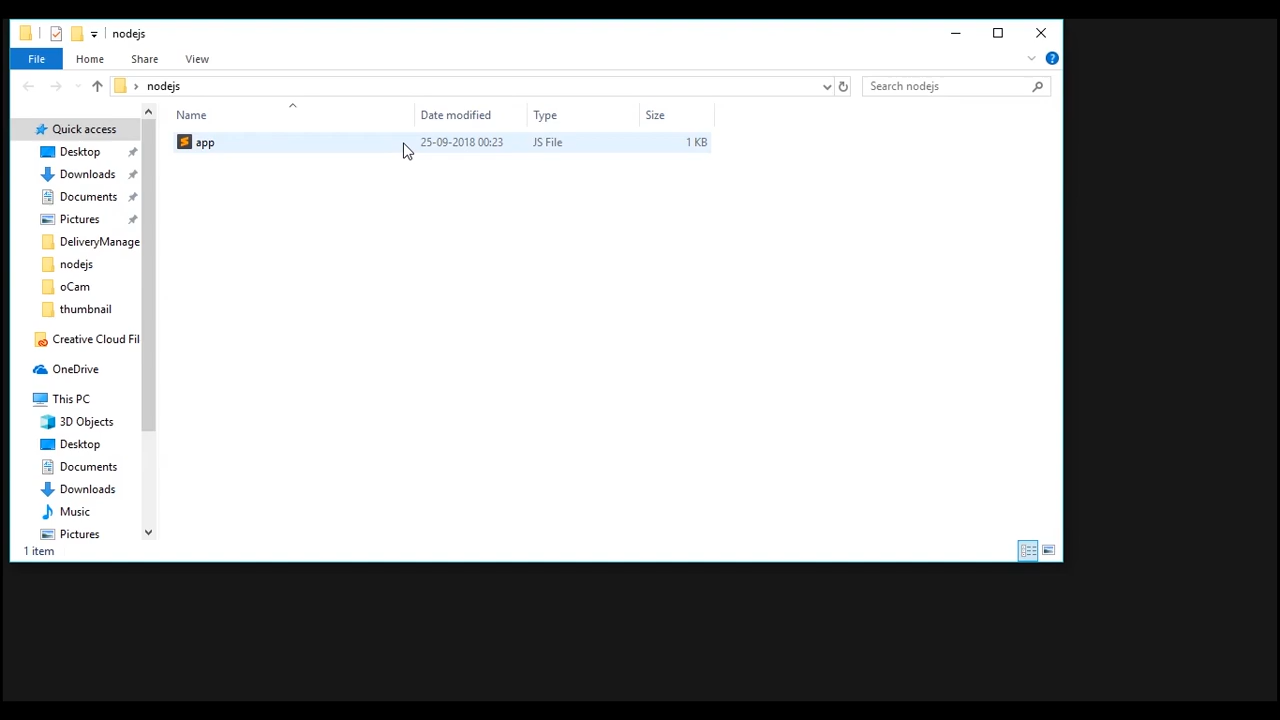 nodejs
File Home Share View
nodejs Search nodejs
Name Date modified Type Size
app 25-09-2018 00:23 JS File 1 KB
Quick access
Desktop
Downloads
Documents
Pictures
DeliveryManage
nodejs
oCam
thumbnail
Creative Cloud Fil
OneDrive
This PC
3D Objects
Desktop
Documents
Downloads
Music
Pictures
1 item